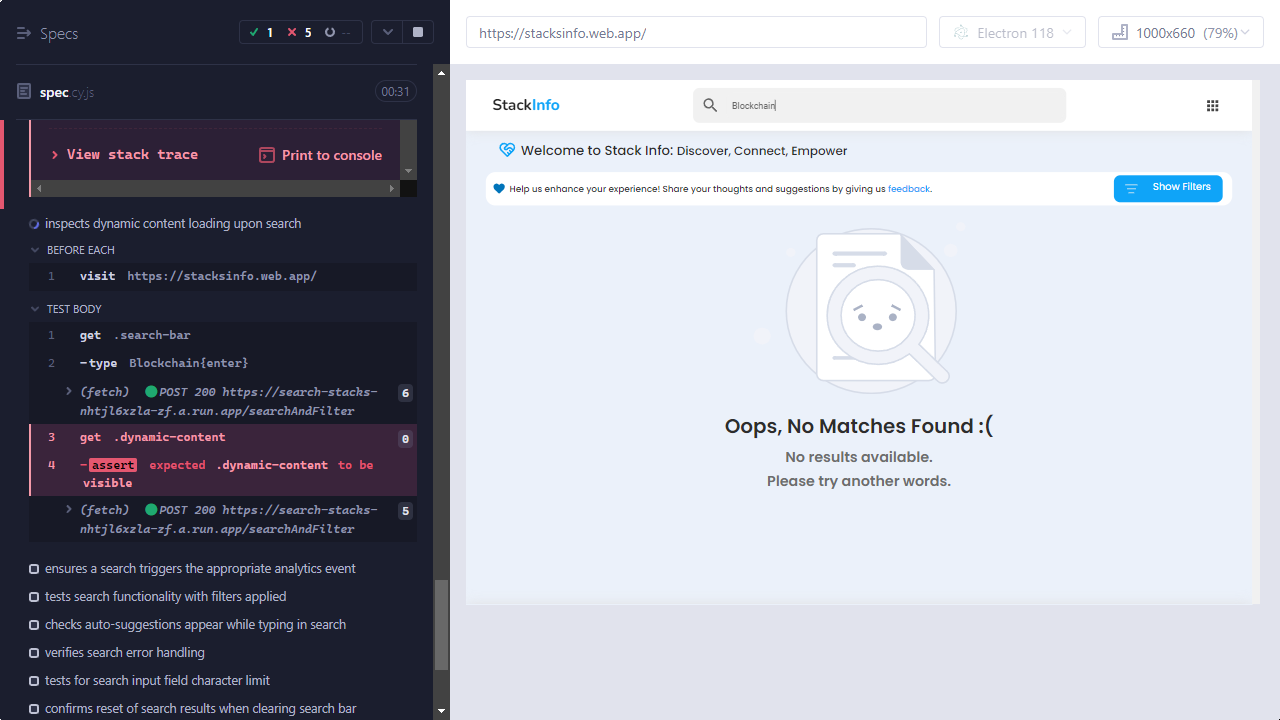 Specs
1
5
--
spec.cy.js
00:31
View stack trace
Print to console
inspects dynamic content loading upon search
BEFORE EACH
1 visit https://stacksinfo.web.app/
TEST BODY
1 get .search-bar
2 -type Blockchain{enter}
(fetch) POST 200 https://search-stacks-
nhtjl6xzla-zf.a.run.app/searchAndFilter
6
3 get .dynamic-content
0
4 -assert expected .dynamic-content to be
visible
(fetch) POST 200 https://search-stacks-
nhtjl6xzla-zf.a.run.app/searchAndFilter
5
ensures a search triggers the appropriate analytics event
tests search functionality with filters applied
checks auto-suggestions appear while typing in search
verifies search error handling
tests for search input field character limit
confirms reset of search results when clearing search bar
https://stacksinfo.web.app/
Electron 118
1000x660 (79%)
StackInfo
Blockchain
Welcome to Stack Info: Discover, Connect, Empower
Help us enhance your experience! Share your thoughts and suggestions by giving us feedback.
Show Filters
Oops, No Matches Found :(
No results available.
Please try another words.